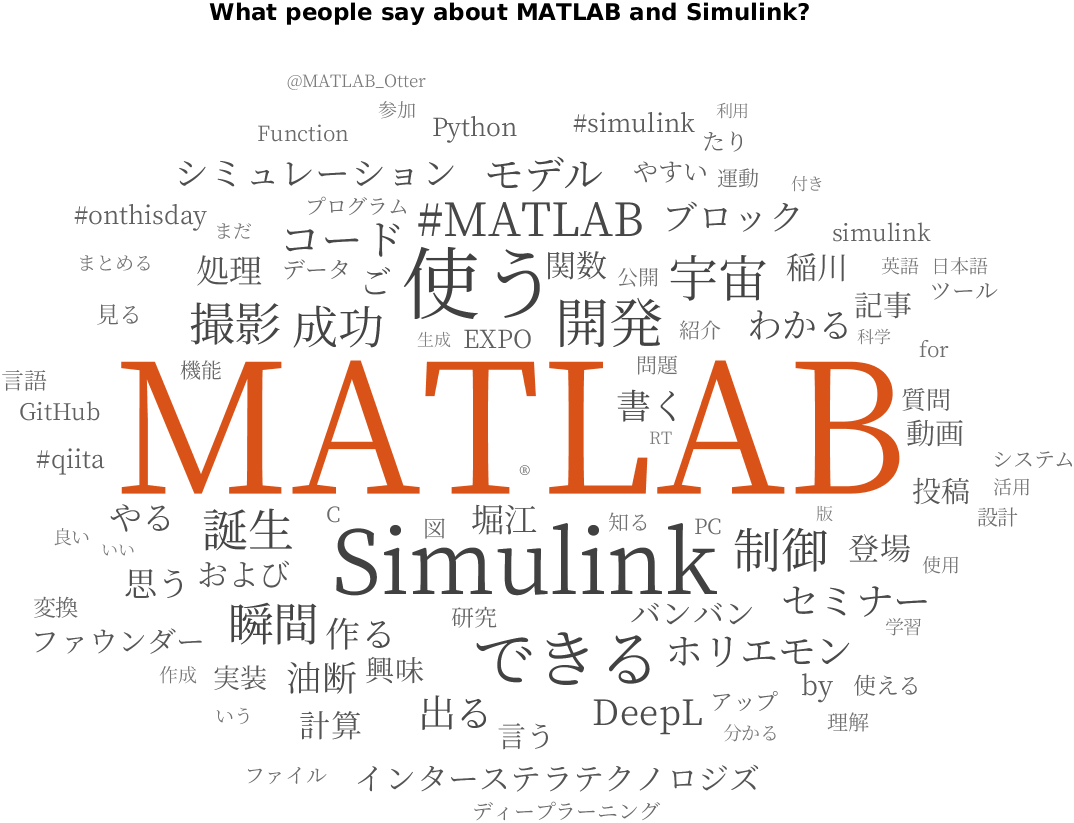 What people say about MATLAB and Simulink?
@MATLAB_Otter
参加
利用
Function
Python
#simulink
たり
シミュレーション
モデル
やすい
運動
付き
#onthisday
まだ
プログラム
#MATLAB
ブロック
simulink
コード
まとめる
処理
データ
ご
使う
関数
公開
宇宙
稲川
英語
日本語
ツール
見る
撮影
成功
生成
EXPO
開発
紹介
わかる
記事
科学
for
言語
機能
問題
MATLAB
®
書く
RT
質問
GitHub
動画
#qiita
システム
投稿
活用
設計
やる
誕生
C
図
堀江
知る
PC
版
良い
いい
Simulink
制御
登場
使用
思う
および
変換
瞬間
作る
研究
バンバン
セミナー
学習
ファウンダー
できる
ホリエモン
作成
実装
油断
興味
by
使える
いう
計算
出る
言う
DeepL
アップ
分かる
理解
ファイル
インターステラテクノロジズ
ディープラーニング